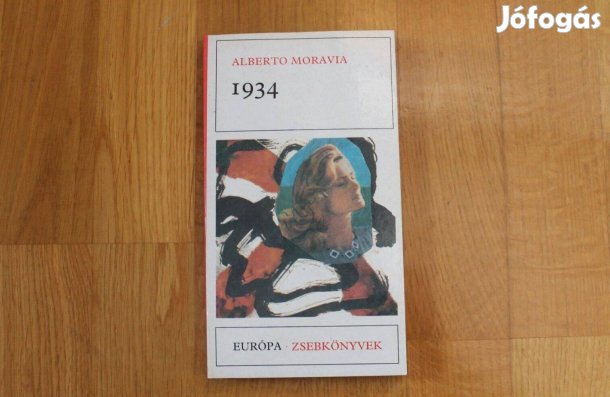 Jófogás
ALBERTO MORAVIA
1934
EURÓPA · ZSEBKÖNYVEK